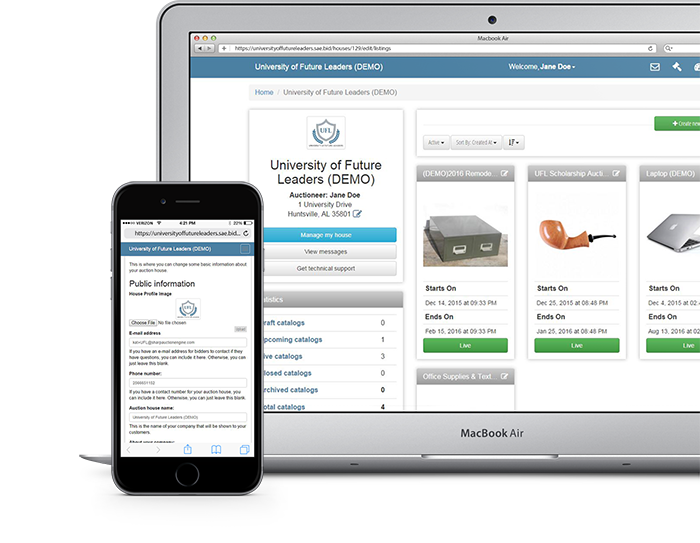 Macbook Air
https://universityoffutureleaders.sae.bid/houses/129/edit/listings
University of Future Leaders (DEMO)
Welcome, Jane Doe
Home / University of Future Leaders (DEMO)
UFL
University of Future
Leaders (DEMO)
Auctioneer: Jane Doe
1 University Drive
Huntsville, AL 35801
Manage my house
View messages
Get technical support
atistics
raft catalogs 0
pcoming catalogs 1
ive catalogs 3
losed catalogs 0
rchived catalogs 0
otal catalogs 4
+ Create new
Active
Sort By: Created At
(DEMO)2016 Remode...
Starts On
Dec 14, 2015 at 09:33 PM
Ends On
Feb 15, 2016 at 09:33 PM
Live
UFL Scholarship Aucti...
Starts On
Dec 25, 2015 at 08:48 PM
Ends On
Jan 25, 2016 at 08:48 PM
Live
Laptop (DEMO)
Starts On
Dec 4, 2015 at 02:4
Ends On
Aug 13, 2016 at 02
Live
Office Supplies & Text...
MacBook Air
VERIZON 4:21 PM 22%
https://universityoffutureleaders.sae.bid...
University of Future Leaders (DEMO)
This is where you can change some basic information about
your auction house.
Public information
House Profile Image
UFL
Choose File No file chosen
E-mail address
If you have an e-mail address for bidders to contact if they
have questions, you can include it here. Otherwise, you can
just leave this blank.
Phone number:
If you have a contact number for your auction house, you
can include it here. Otherwise, you can just leave this blank
Auction house name:
University of Future Leaders (DEMO)
This is the name of your company that will be shown to your
customers.
About your company: